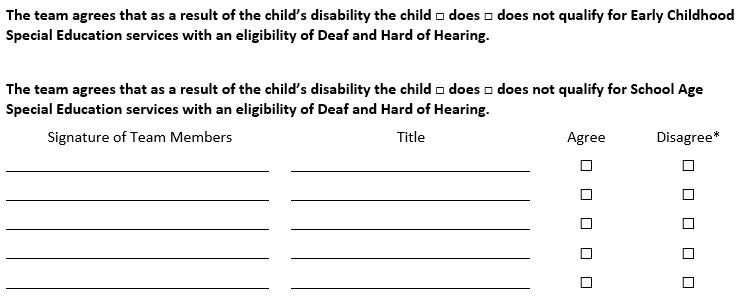 The team agrees that as a result of the child’s disability the child □ does □ does not qualify for Early Childhood
Special Education services with an eligibility of Deaf and Hard of Hearing.
The team agrees that as a result of the child’s disability the child □ does □ does not qualify for School Age
Special Education services with an eligibility of Deaf and Hard of Hearing.
Signature of Team Members Title Agree Disagree*